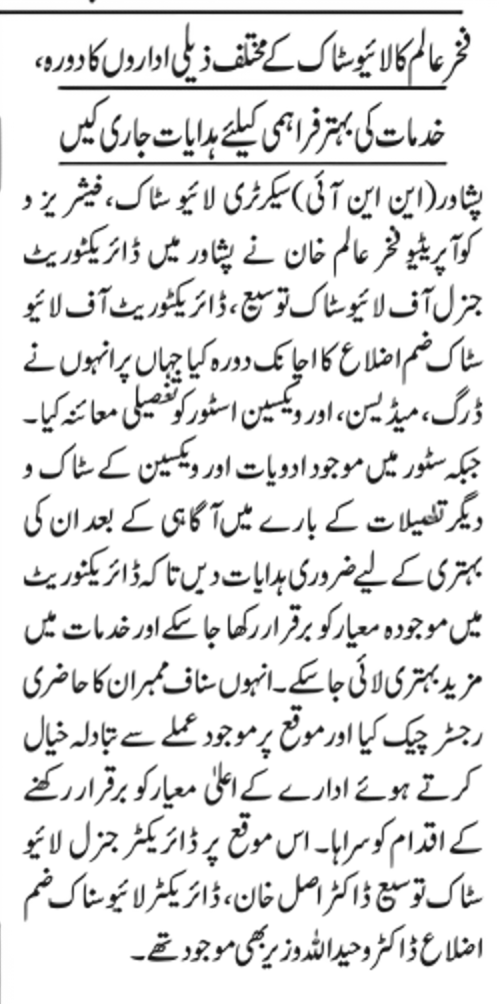 فخر عالم کا لائیوسٹاک کے مختلف ذیلی اداروں کا دورہ،
خدمات کی بہتر فراہمی کیلئے ہدایات جاری کیں
پشاور(این این آئی)سیکرٹری لائیو سٹاک، فیشریز و
کوآپریٹیو فخر عالم خان نے پشاور میں ڈائریکٹوریٹ
جنرل آف لائیوسٹاک توسیع، ڈائریکٹوریٹ آف لائیو
سٹاک ضم اضلاع کا اچانک دورہ کیا جہاں پر انہوں نے
ڈرگ، میڈیسن، اور ویکسین اسٹور کو تفصیلی معائنہ کیا۔
جبکہ سٹور میں موجود ادویات اور ویکسین کے سٹاک و
دیگر تفصیلات کے بارے میں آگاہی کے بعد ان کی
بہتری کے لیے ضروری ہدایات دیں تاکہ ڈائریکٹوریٹ
میں موجودہ معیار کو برقرار رکھا جا سکے اور خدمات میں
مزید بہتری لائی جا سکے۔ انہوں سٹاف ممبران کا حاضری
رجسٹر چیک کیا اور موقع پر موجود عملے سے تبادلہ خیال
کرتے ہوئے ادارے کے اعلیٰ معیار کو برقرار رکھنے
کے اقدام کو سراہا۔ اس موقع پر ڈائریکٹر جنرل لائیو
سٹاک توسیع ڈاکٹر اصل خان، ڈائریکٹر لائیو سٹاک ضم
اضلاع ڈاکٹر وحید اللہ وزیر بھی موجود تھے۔